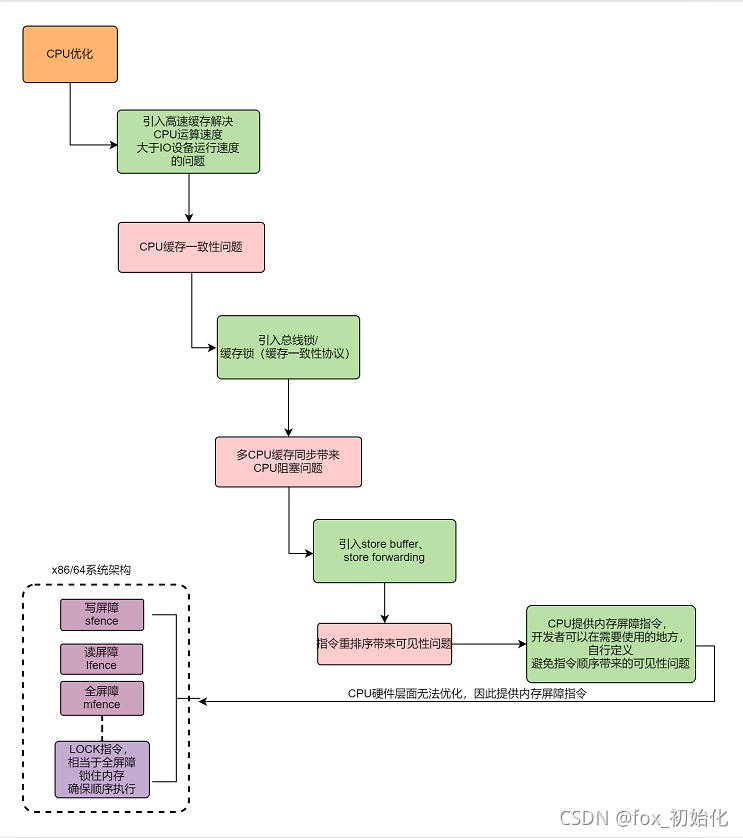 CPU优化
引入高速缓存解决
CPU运算速度
大于IO设备运行速度
的问题
CPU缓存一致性问题
引入总线锁/
缓存锁（缓存一致性协议）
多CPU缓存同步带来
CPU阻塞问题
引入store buffer、
store forwarding
指令重排序带来可见性问题
CPU提供内存屏障指令，
开发者可以在需要使用的地方，
自行定义
避免指令顺序带来的可见性问题
CPU硬件层面无法优化，因此提供内存屏障指令
x86/64系统架构
写屏障
sfence
读屏障
lfence
全屏障
mfence
LOCK指令，
相当于全屏障
锁住内存
确保顺序执行
CSDN @fox_初始化